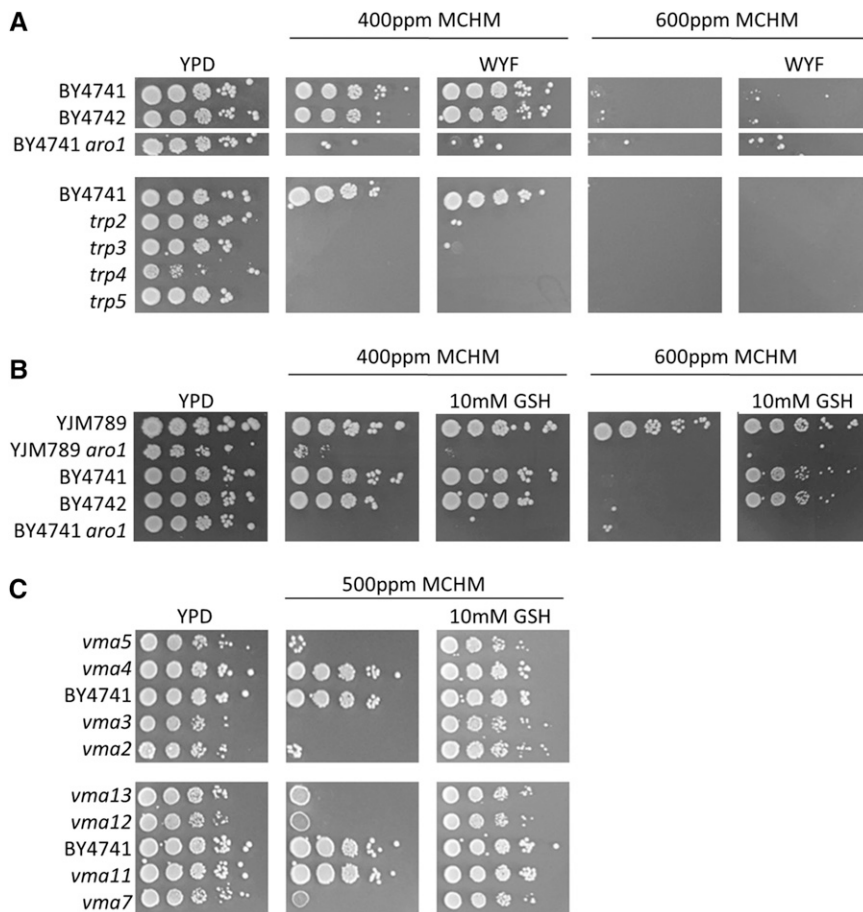 A
400ppm MCHM
600ppm MCHM
YPD
WYF
WYF
BY4741
BY4742
BY4741 aro1
BY4741
trp2
trp3
trp4
trp5
B
400ppm MCHM
600ppm MCHM
YPD
10mM GSH
10mM GSH
YJM789
YJM789 aro1
BY4741
BY4742
BY4741 aro1
C
500ppm MCHM
YPD
10mM GSH
vma5
vma4
BY4741
vma3
vma2
vma13
vma12
BY4741
vma11
vma7